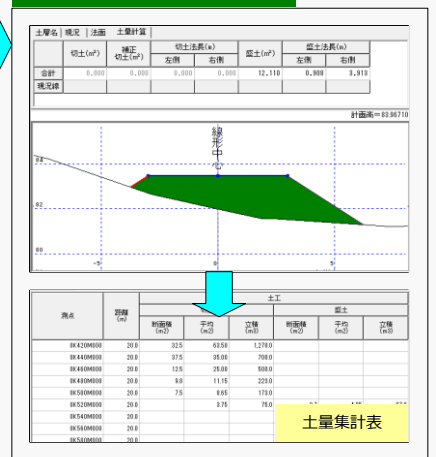 土層名 現況 法面 土量計算
切土(m²) 補正切土(m²) 切土法長(m) 盛土(m²) 盛土法長(m)
左側 右側 左側 右側
合計 0.000 0.000 0.000 0.000 12.110 0.908 3.913
現況線
計画高=83.96710
線形中心
84
82
80
-5 0 5
測点 距離(m) 土工
盛土
断面積(m2) 平均(m2) 立積(m3) 断面積(m2) 平均(m2) 立積(m3)
0K420M000 20.0 32.5 63.50 1,270.0
0K440M000 20.0 37.5 35.00 700.0
0K460M000 20.0 12.5 25.00 500.0
0K480M000 20.0 9.8 11.15 223.0
0K500M000 20.0 7.5 8.65 173.0
0K520M000 20.0 3.75 75.0
0K540M000 20.0
0K560M000 20.0
0K580M000 20.0
土量集計表